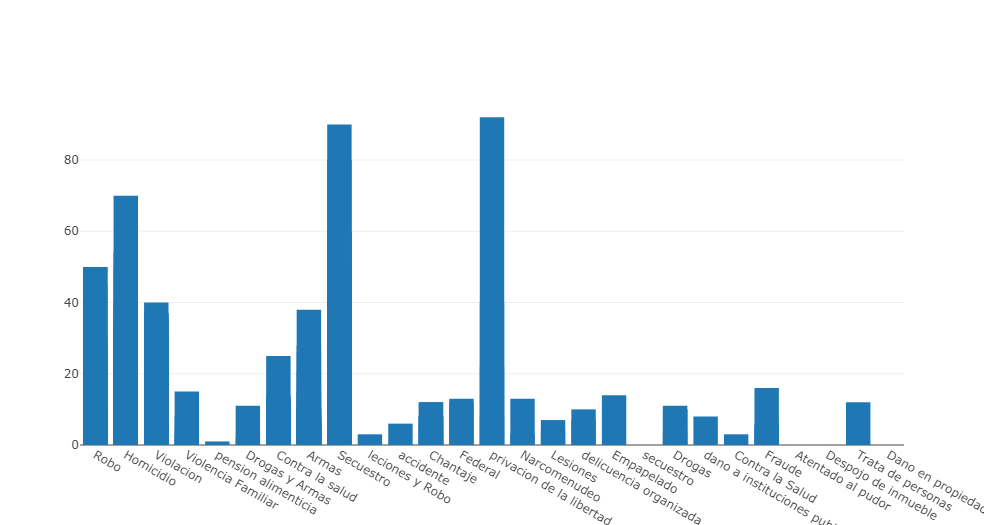 80
60
40
20
0
Robo
Homicidio
Violacion
Violencia Familiar
pension alimenticia
Drogas y Armas
Contra la salud
Armas
Secuestro
leciones y Robo
accidente
Chantaje
Federal
privacion de la libertad
Narcomenudeo
Lesiones
delicuencia organizada
Empapelado
secuestro
Drogas
dano a instituciones publ
Contra la Salud
Fraude
Atentado al pudor
Despojo de inmueble
Trata de personas
Dano en propiedad